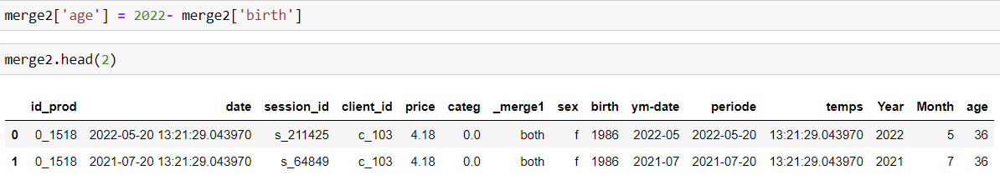 merge2['age'] = 2022- merge2['birth']
merge2.head(2)
id_prod date session_id client_id price categ _merge1 sex birth ym-date periode temps Year Month age
0 0_1518 2022-05-20 13:21:29.043970 s_211425 c_103 4.18 0.0 both f 1986 2022-05 2022-05-20 13:21:29.043970 2022 5 36
1 0_1518 2021-07-20 13:21:29.043970 s_64849 c_103 4.18 0.0 both f 1986 2021-07 2021-07-20 13:21:29.043970 2021 7 36